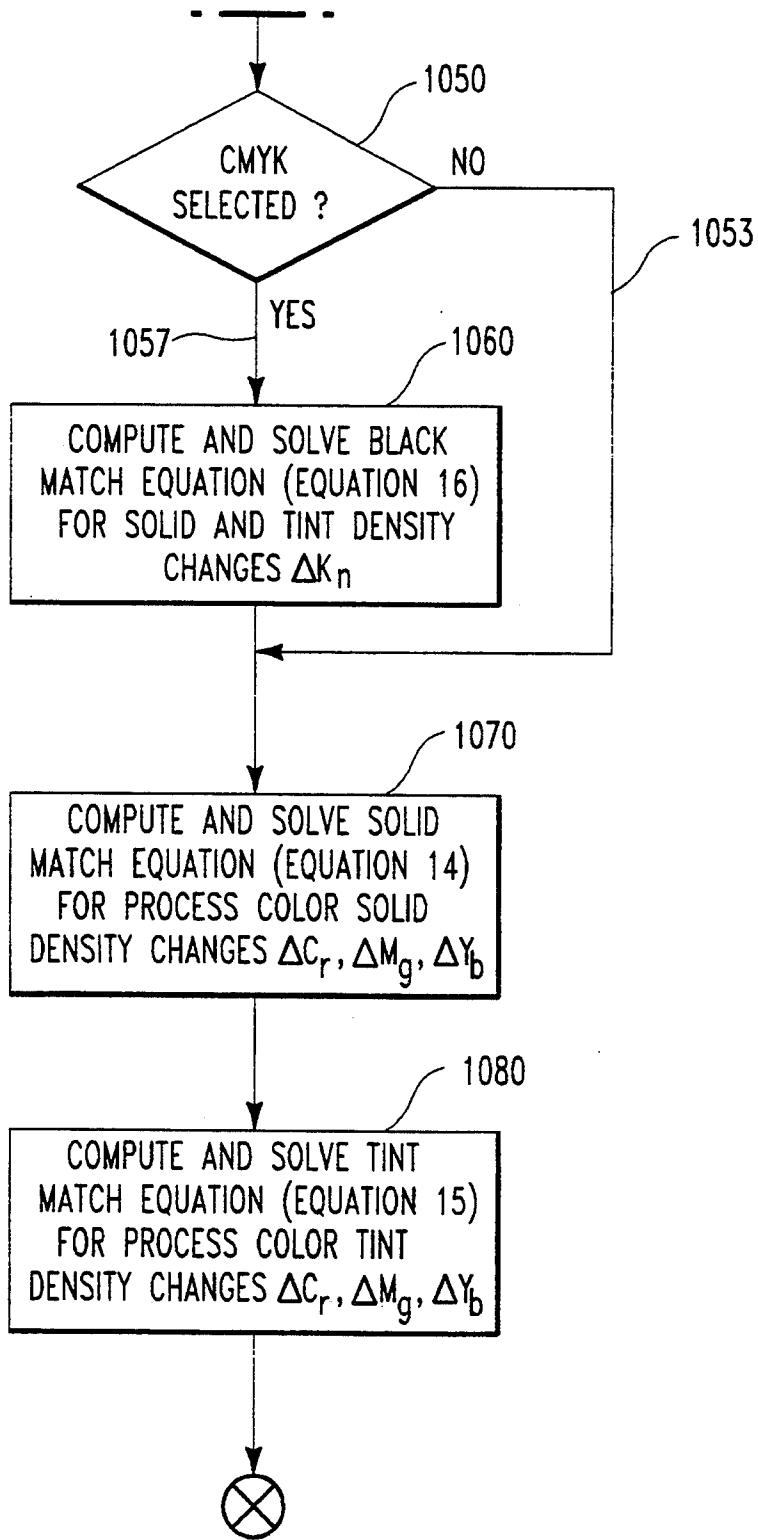 1050
CMYK
SELECTED ?
NO
1053
YES
1057
1060
COMPUTE AND SOLVE BLACK
MATCH EQUATION (EQUATION 16)
FOR SOLID AND TINT DENSITY
CHANGES ΔKn
1070
COMPUTE AND SOLVE SOLID
MATCH EQUATION (EQUATION 14)
FOR PROCESS COLOR SOLID
DENSITY CHANGES ΔCr, ΔMg, ΔYb
1080
COMPUTE AND SOLVE TINT
MATCH EQUATION (EQUATION 15)
FOR PROCESS COLOR TINT
DENSITY CHANGES ΔCr, ΔMg, ΔYb